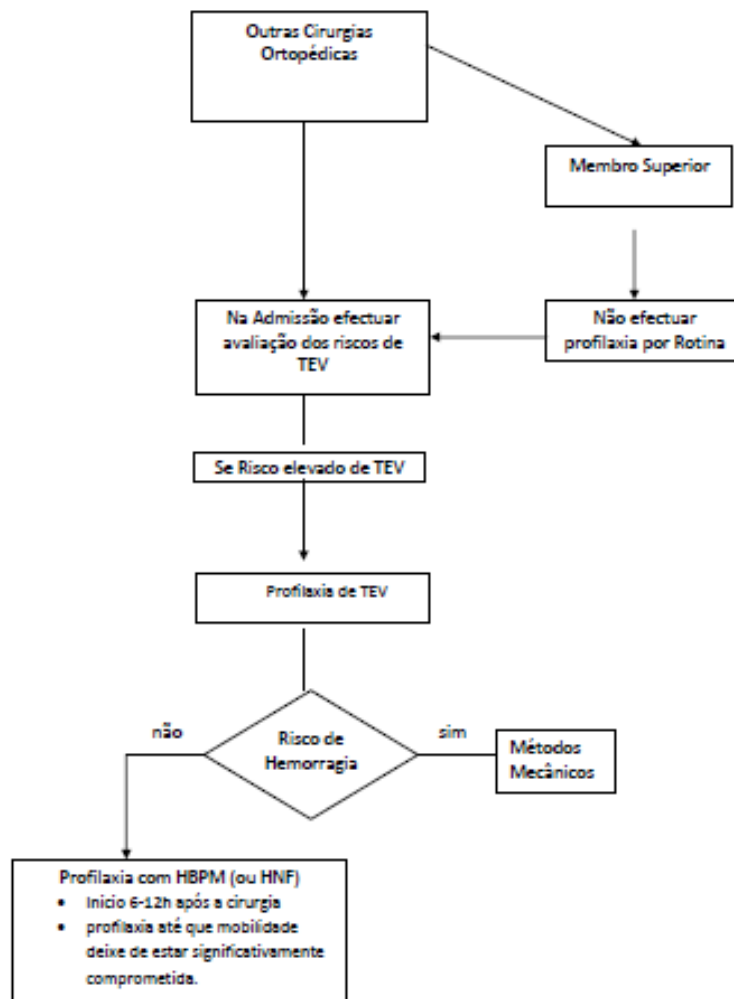 Outras Cirurgias
Ortopédicas
Membro Superior
Na Admissão efectuar
avaliação dos riscos de
TEV
Não efectuar
profilaxia por Rotina
Se Risco elevado de TEV
Profilaxia de TEV
não
Risco de
Hemorragia
sim
Métodos
Mecânicos
Profilaxia com HBPM (ou HNF)
• Inicio 6-12h após a cirurgia
• profilaxia até que mobilidade
deixe de estar significativamente
comprometida.